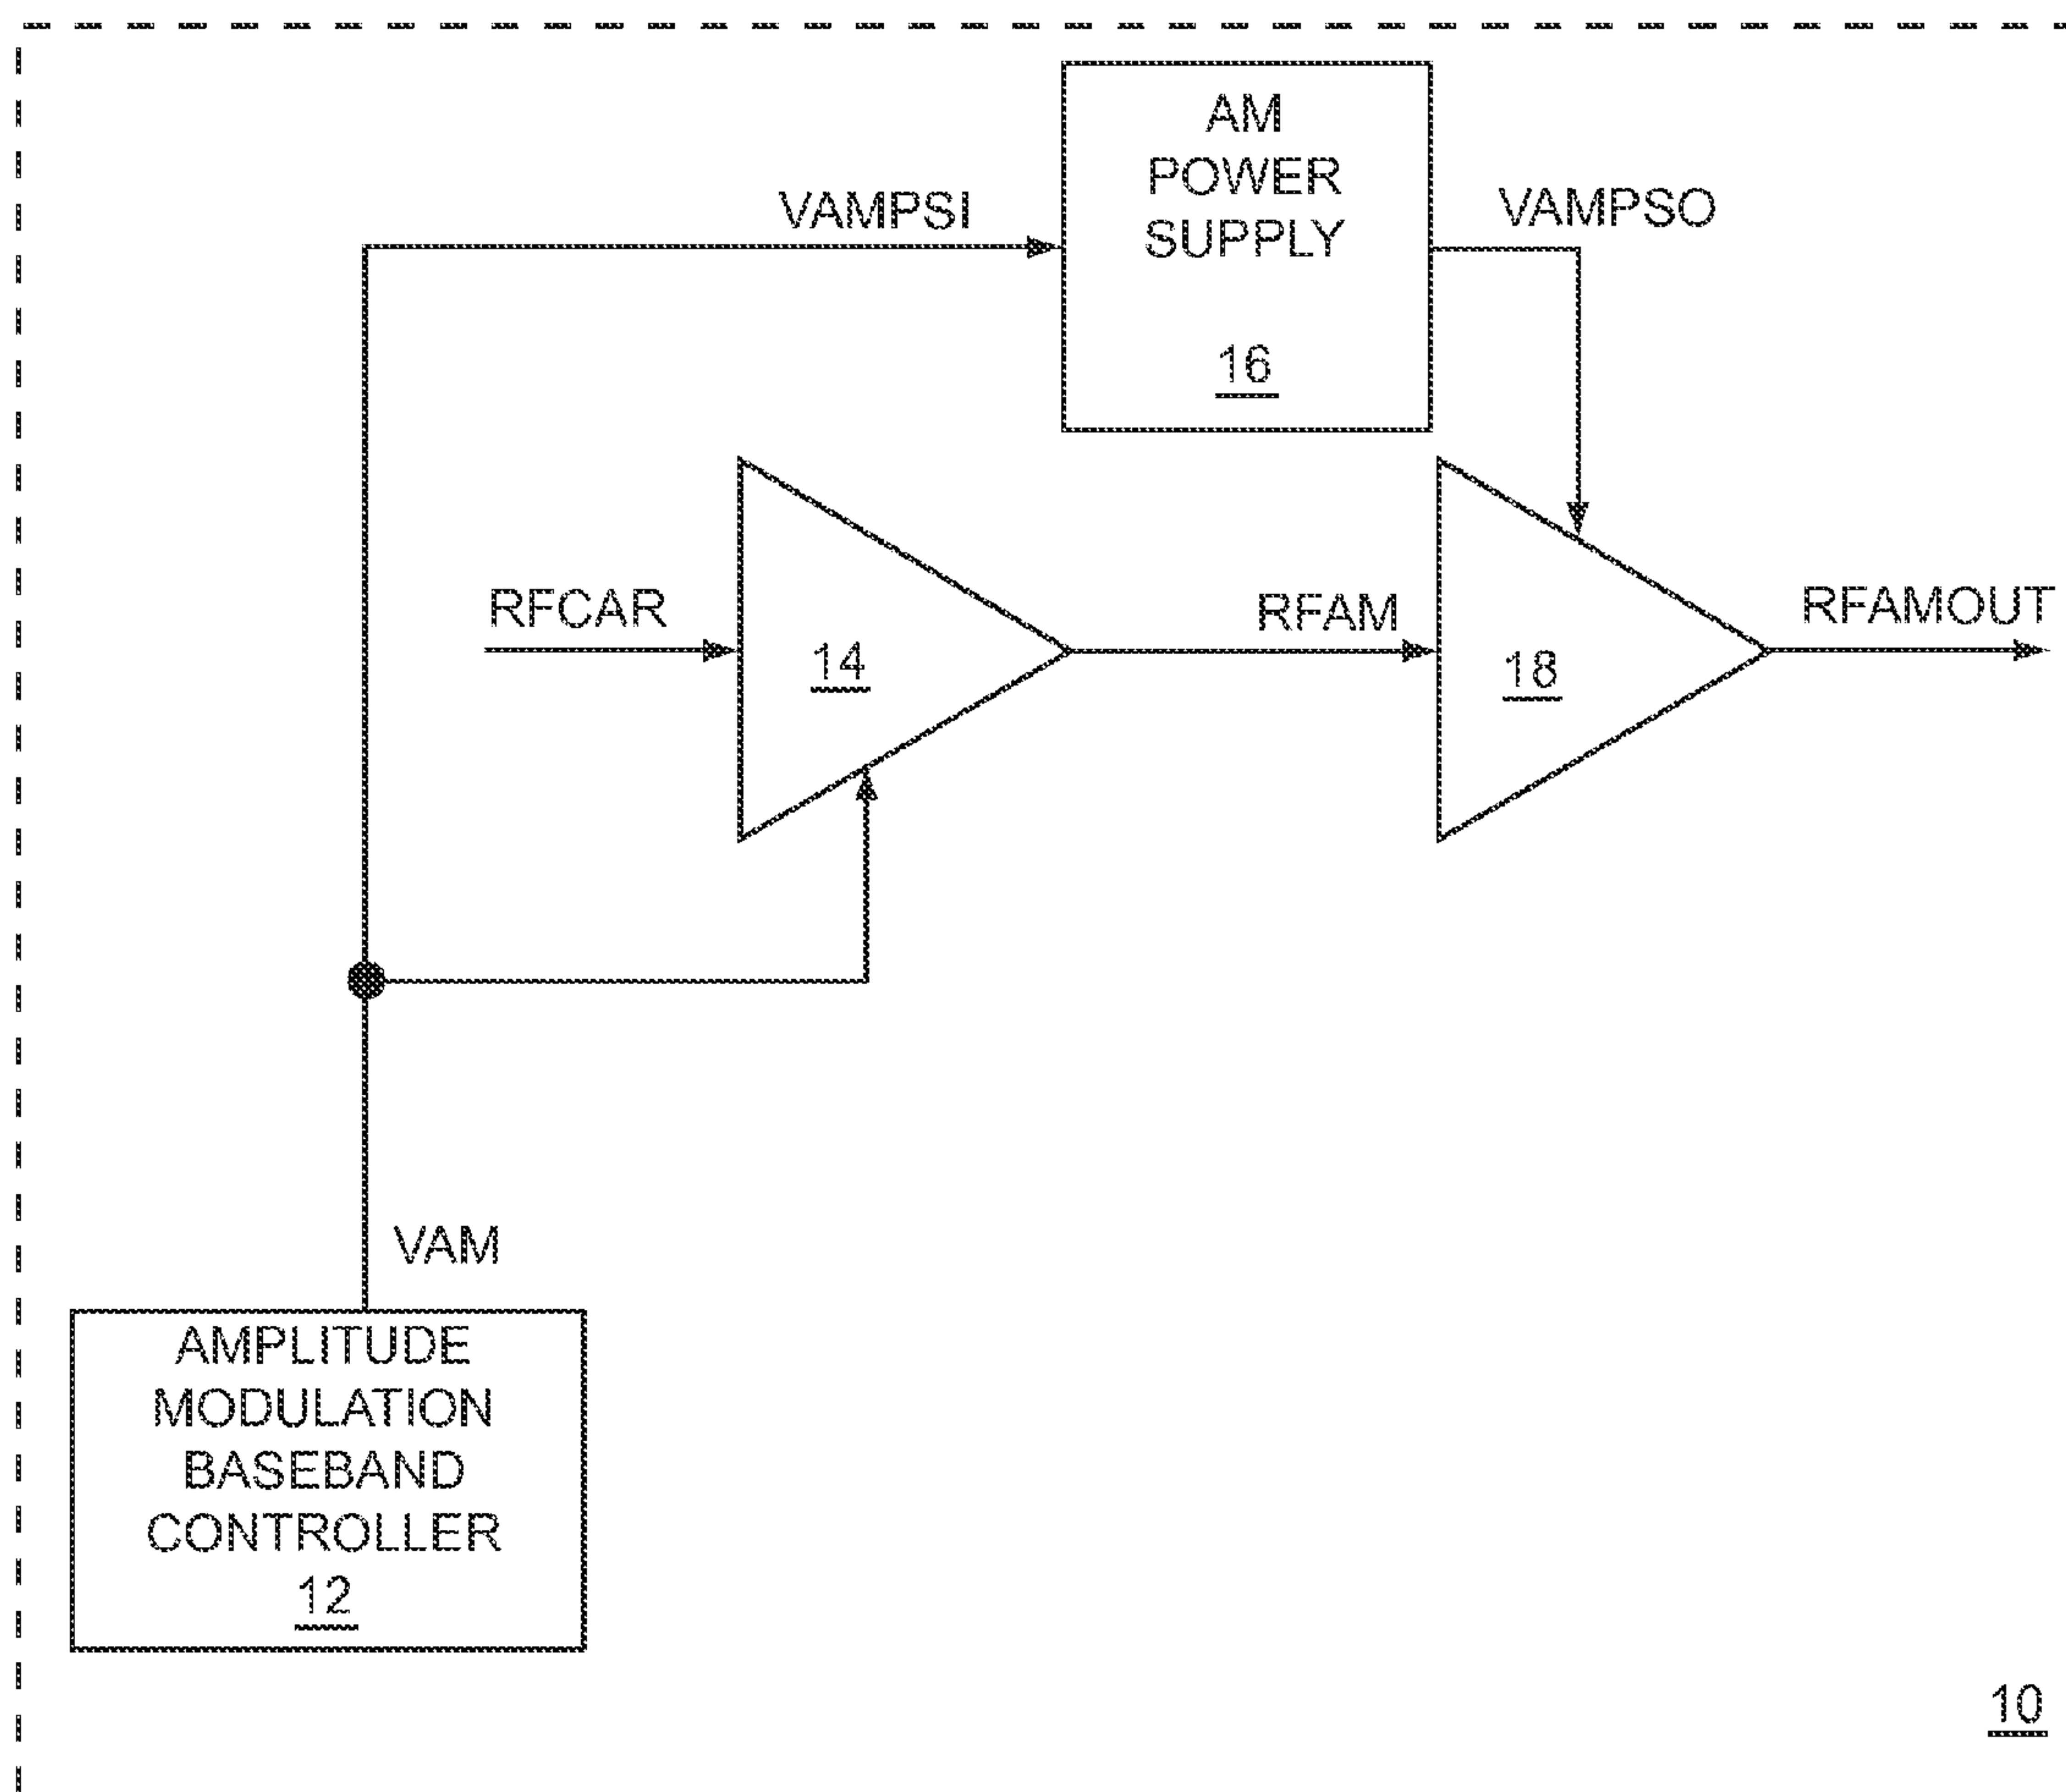 AM
POWER
SUPPLY
16
VAMPSI
VAMPSO
RFCAR
14
RFAM
18
RFAMOUT
VAM
AMPLITUDE
MODULATION
BASEBAND
CONTROLLER
12
10